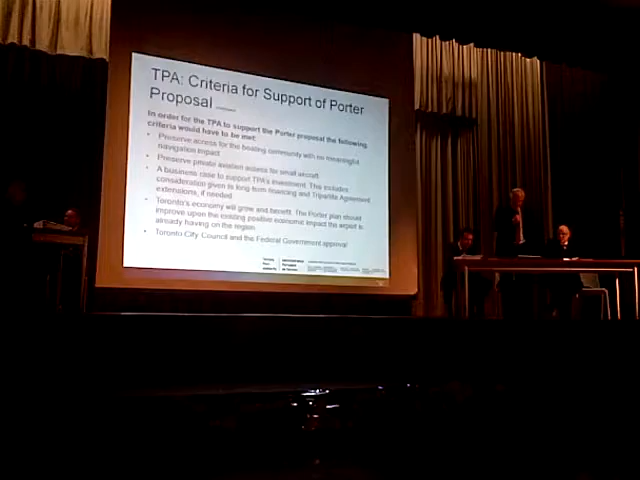 TPA: Criteria for Support of Porter
Proposal
In order for the TPA to support the Porter proposal the following
criteria would have to be met:
• Preserve access for the boating community with no meaningful
navigation impact
• Preserve private aviation access for small aircraft
• A business case to support TPA's investment. This includes
consideration given to long term financing and Tripartite Agreement
extensions, if needed
• Toronto's economy will grow and benefit. The Porter plan should
improve upon the existing positive economic impact the airport is
already having on the region
• Toronto City Council and the Federal Government approval